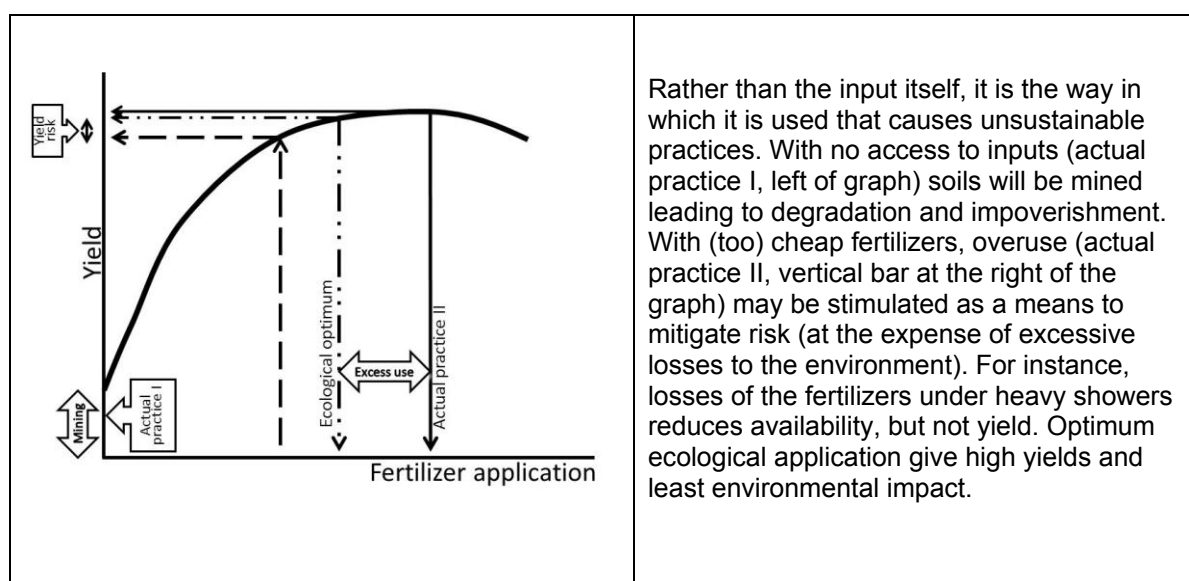 Yield
risk
Yield
Mining
Actual
practice I
Ecological optimum
Excess use
Actual practice II
Fertilizer application
Rather than the input itself, it is the way in
which it is used that causes unsustainable
practices. With no access to inputs (actual
practice I, left of graph) soils will be mined
leading to degradation and impoverishment.
With (too) cheap fertilizers, overuse (actual
practice II, vertical bar at the right of the
graph) may be stimulated as a means to
mitigate risk (at the expense of excessive
losses to the environment). For instance,
losses of the fertilizers under heavy showers
reduces availability, but not yield. Optimum
ecological application give high yields and
least environmental impact.